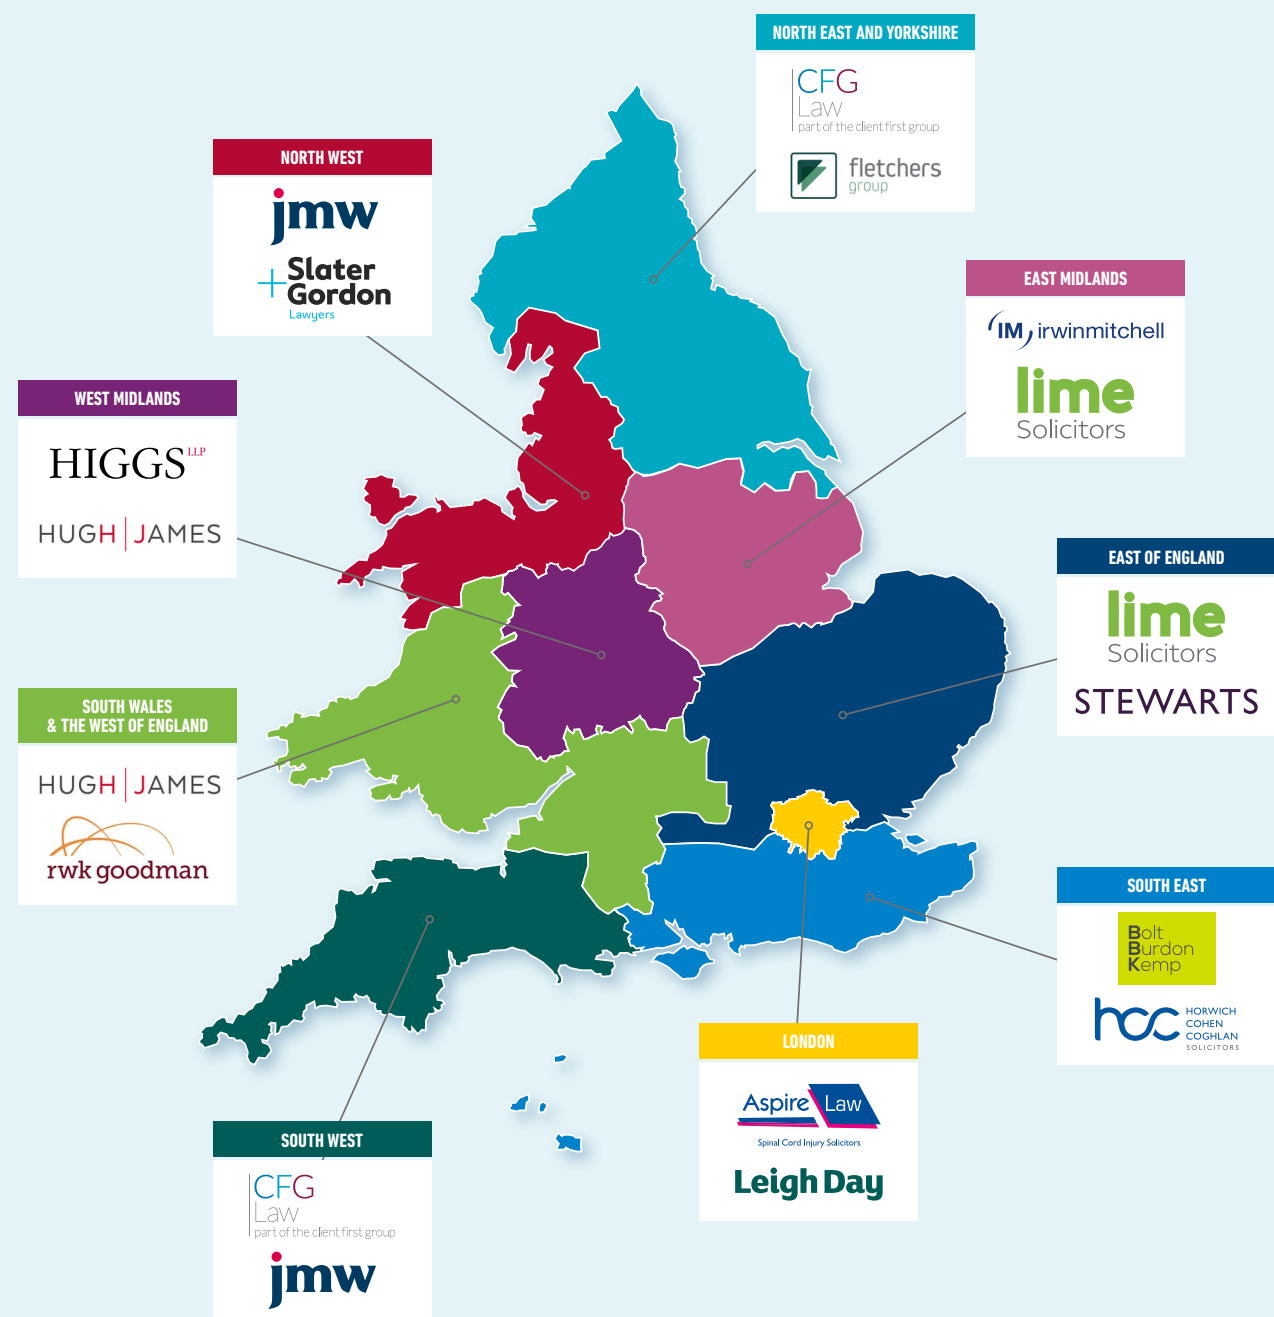 NORTH EAST AND YORKSHIRE
CFG
Law
part of the client first group
fletchers
group
NORTH WEST
jmw
Slater
Gordon
Lawyers
EAST MIDLANDS
IM irwinmitchell
lime
Solicitors
WEST MIDLANDS
HIGGS LLP
HUGH JAMES
EAST OF ENGLAND
lime
Solicitors
STEWARTS
SOUTH WALES
& THE WEST OF ENGLAND
HUGH JAMES
rwk goodman
SOUTH EAST
Bolt
Burdon
Kemp
hcc HORWICH
COHEN
COGHLAN
SOLICITORS
LONDON
Aspire Law
Spinal Cord Injury Solicitors
Leigh Day
SOUTH WEST
CFG
Law
part of the client first group
jmw